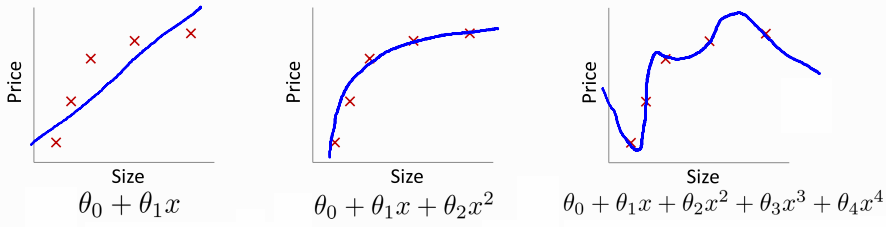 Price
Size
θ₀ + θ₁x
Price
Size
θ₀ + θ₁x + θ₂x²
Price
Size
θ₀ + θ₁x + θ₂x² + θ₃x³ + θ₄x⁴